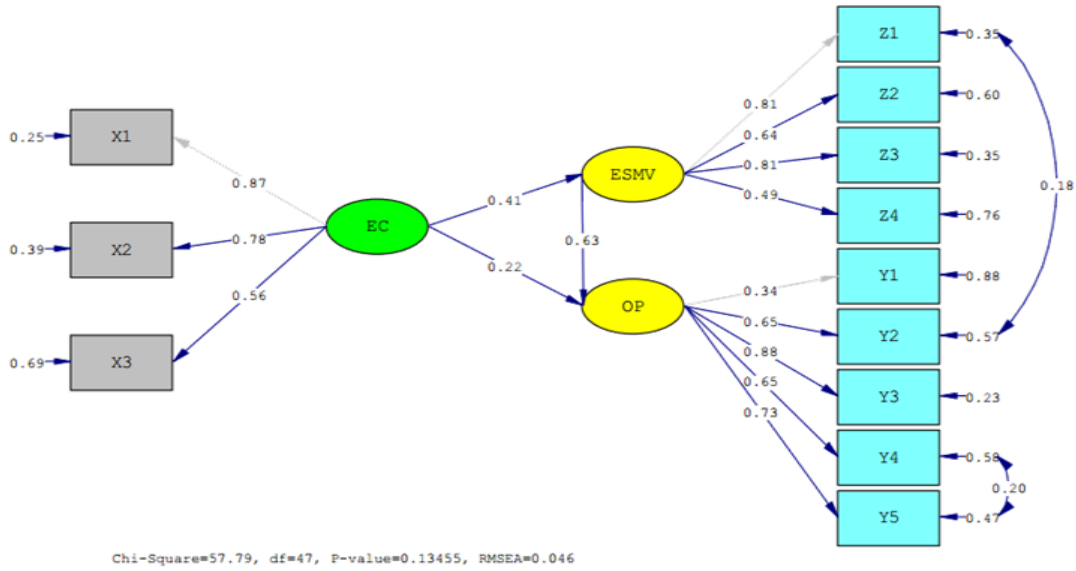 Z1
0.35
0.81
Z2
0.60
0.25
X1
0.64
0.87
ESMV
0.81
Z3
0.35
0.18
0.41
0.49
Z4
0.76
0.39
X2
0.78
EC
0.63
0.22
0.56
OP
0.34
Y1
0.88
0.65
Y2
0.57
0.69
X3
0.88
Y3
0.23
0.65
0.73
Y4
0.58
0.20
Y5
0.47
Chi-Square=57.79, df=47, P-value=0.13455, RMSEA=0.046